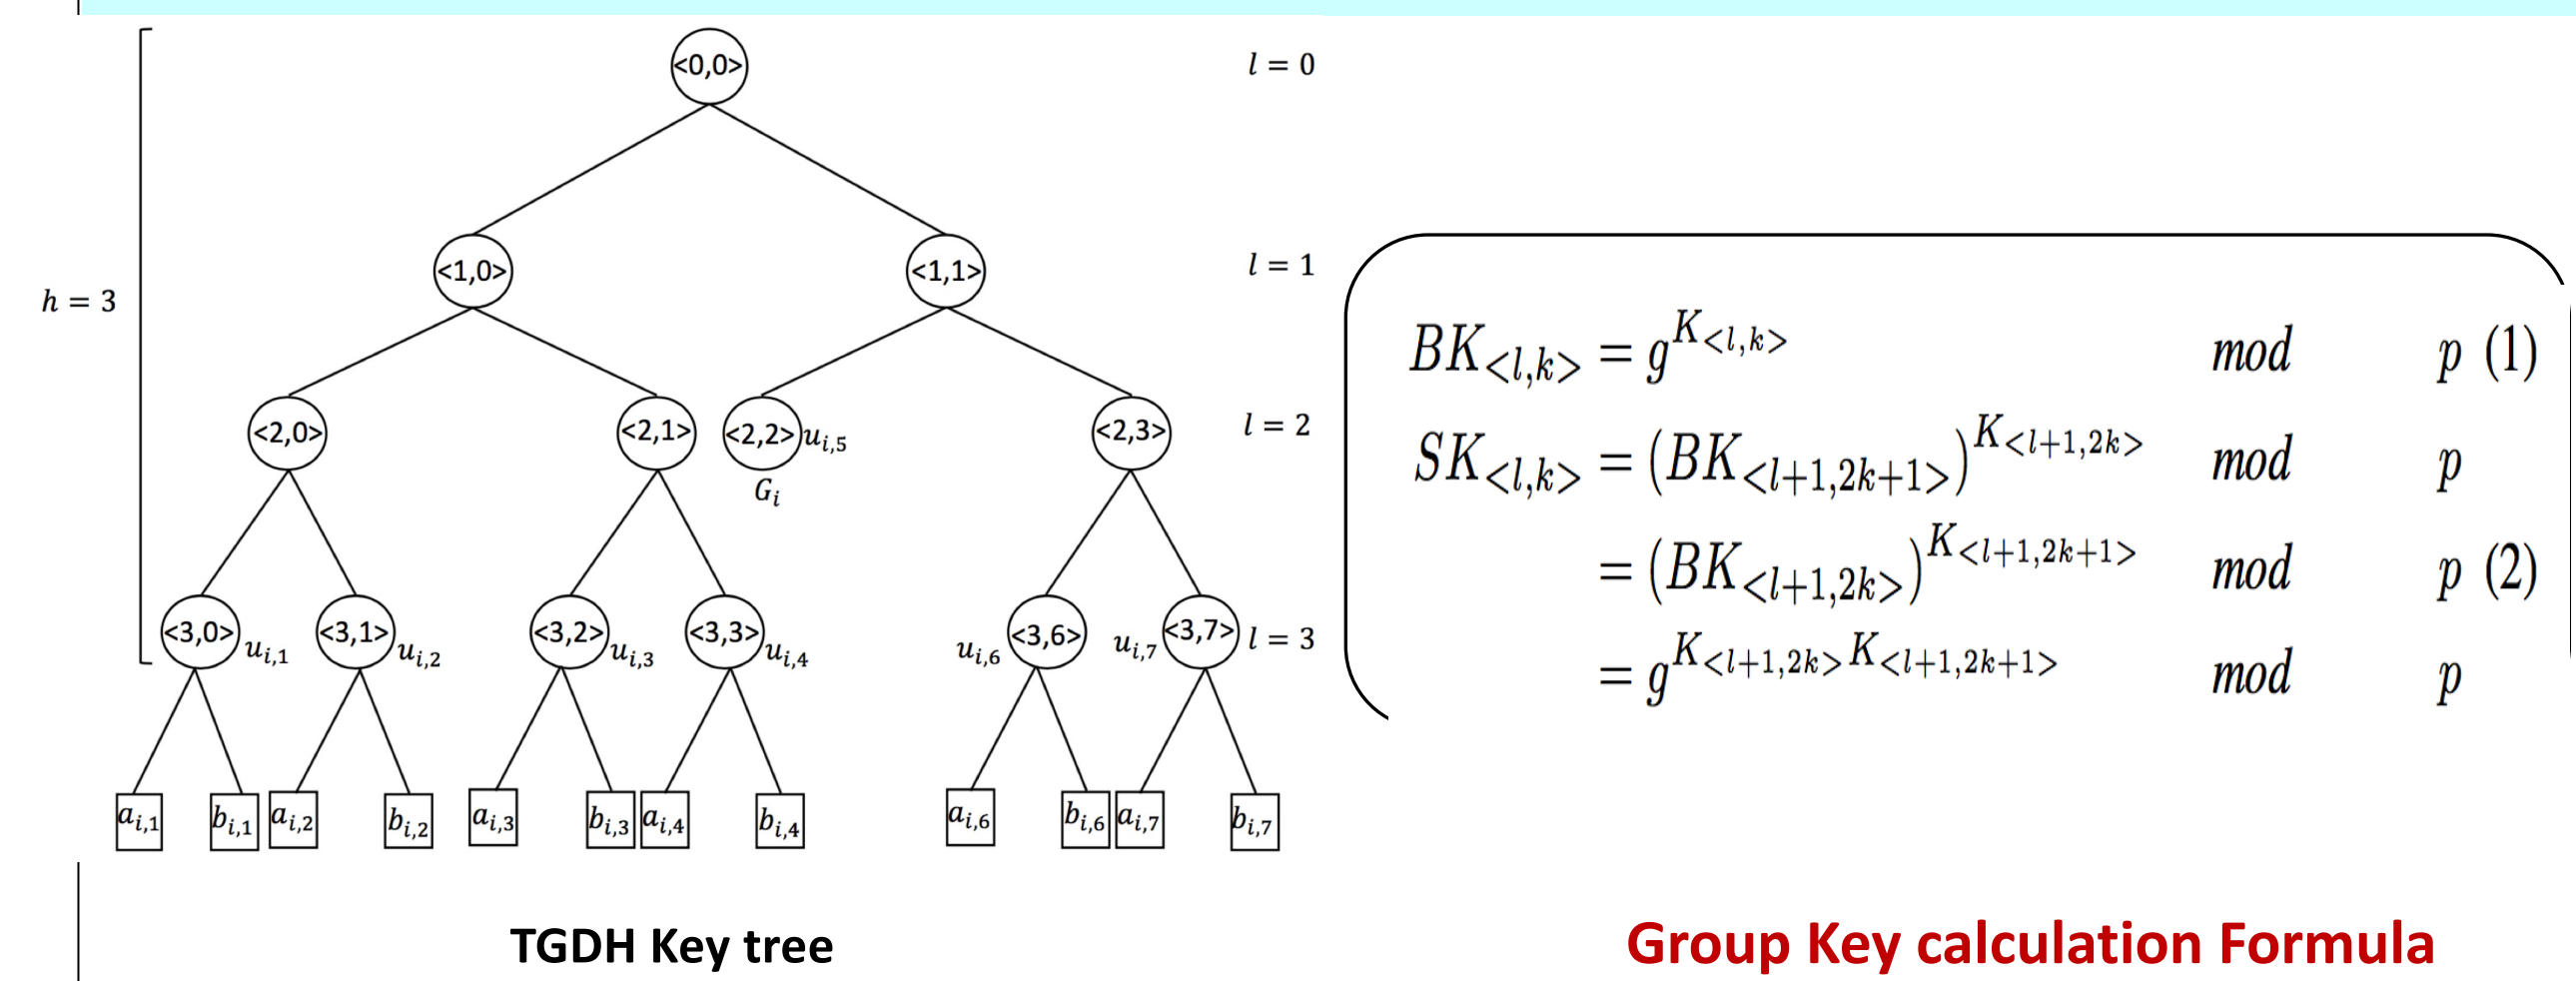 <0,0>
l = 0
<1,0>
<1,1>
l = 1
h = 3
<2,0>
<2,1>
<2,2> u_{i,5}
<2,3>
l = 2
G_i
<3,0> u_{i,1}
<3,1> u_{i,2}
<3,2> u_{i,3}
<3,3> u_{i,4}
u_{i,6} <3,6>
u_{i,7} <3,7>
l = 3
a_{i,1}
b_{i,1}
a_{i,2}
b_{i,2}
a_{i,3}
b_{i,3}
a_{i,4}
b_{i,4}
a_{i,6}
b_{i,6}
a_{i,7}
b_{i,7}
TGDH Key tree
BK_{<l,k>} = g^{K_{<l,k>}} mod p (1)
SK_{<l,k>} = (BK_{<l+1,2k+1>})^{K_{<l+1,2k>}} mod p
= (BK_{<l+1,2k>})^{K_{<l+1,2k+1>}} mod p (2)
= g^{K_{<l+1,2k>}K_{<l+1,2k+1>}} mod p
Group Key calculation Formula